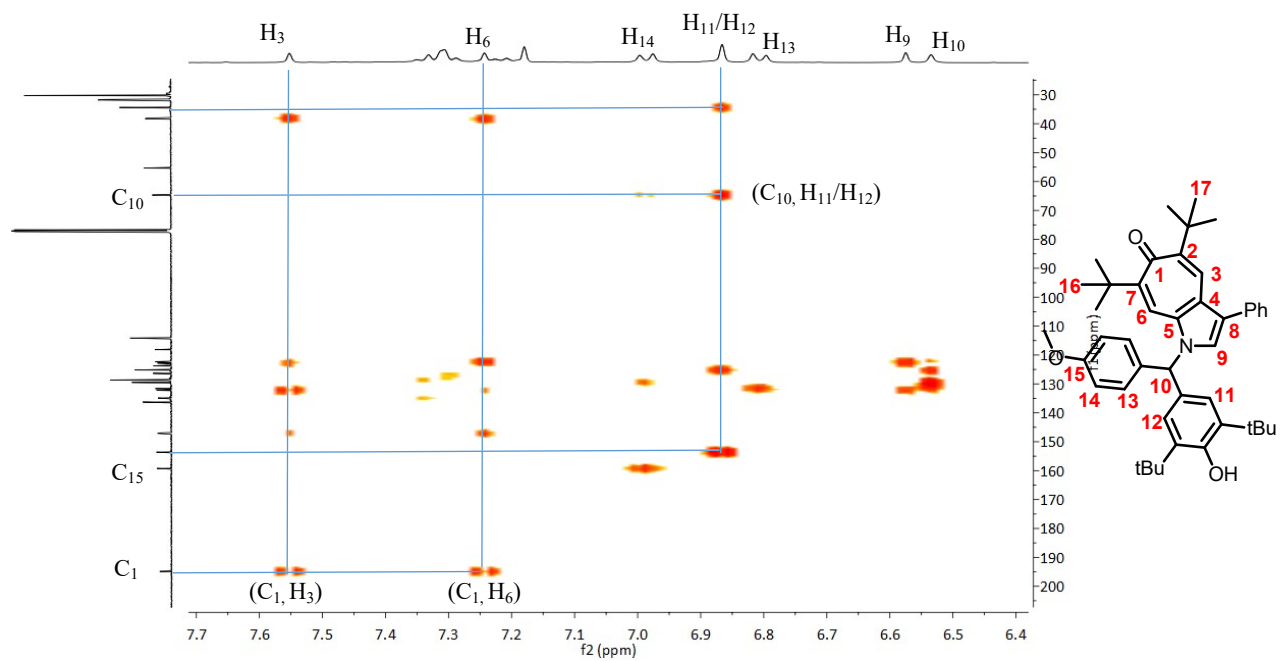 H₃
H₆
H₁₄
H₁₁/H₁₂
H₁₃
H₉
H₁₀
C₁₀
C₁₅
C₁
(C₁₀, H₁₁/H₁₂)
(C₁, H₃)
(C₁, H₆)
30
40
50
60
70
80
90
100
110
120
130
140
150
160
170
180
190
200
f1 (ppm)
7.7
7.6
7.5
7.4
7.3
7.2
7.1
7.0
6.9
6.8
6.7
6.6
6.5
6.4
f2 (ppm)
17
O
2
1
3
16
7
4
6
Ph
5
8
N
9
O
15
10
14
13
11
12
tBu
tBu
OH